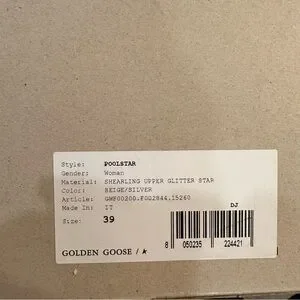 Style: POOLSTAR
Gender: Woman
Material: SHEARLING UPPER GLITTER STAR
Color: BEIGE/SILVER
Article: GWF00200.F002844.15260
Made In: IT
DJ
Size: 39
8 050235 224421
GOLDEN GOOSE / ★